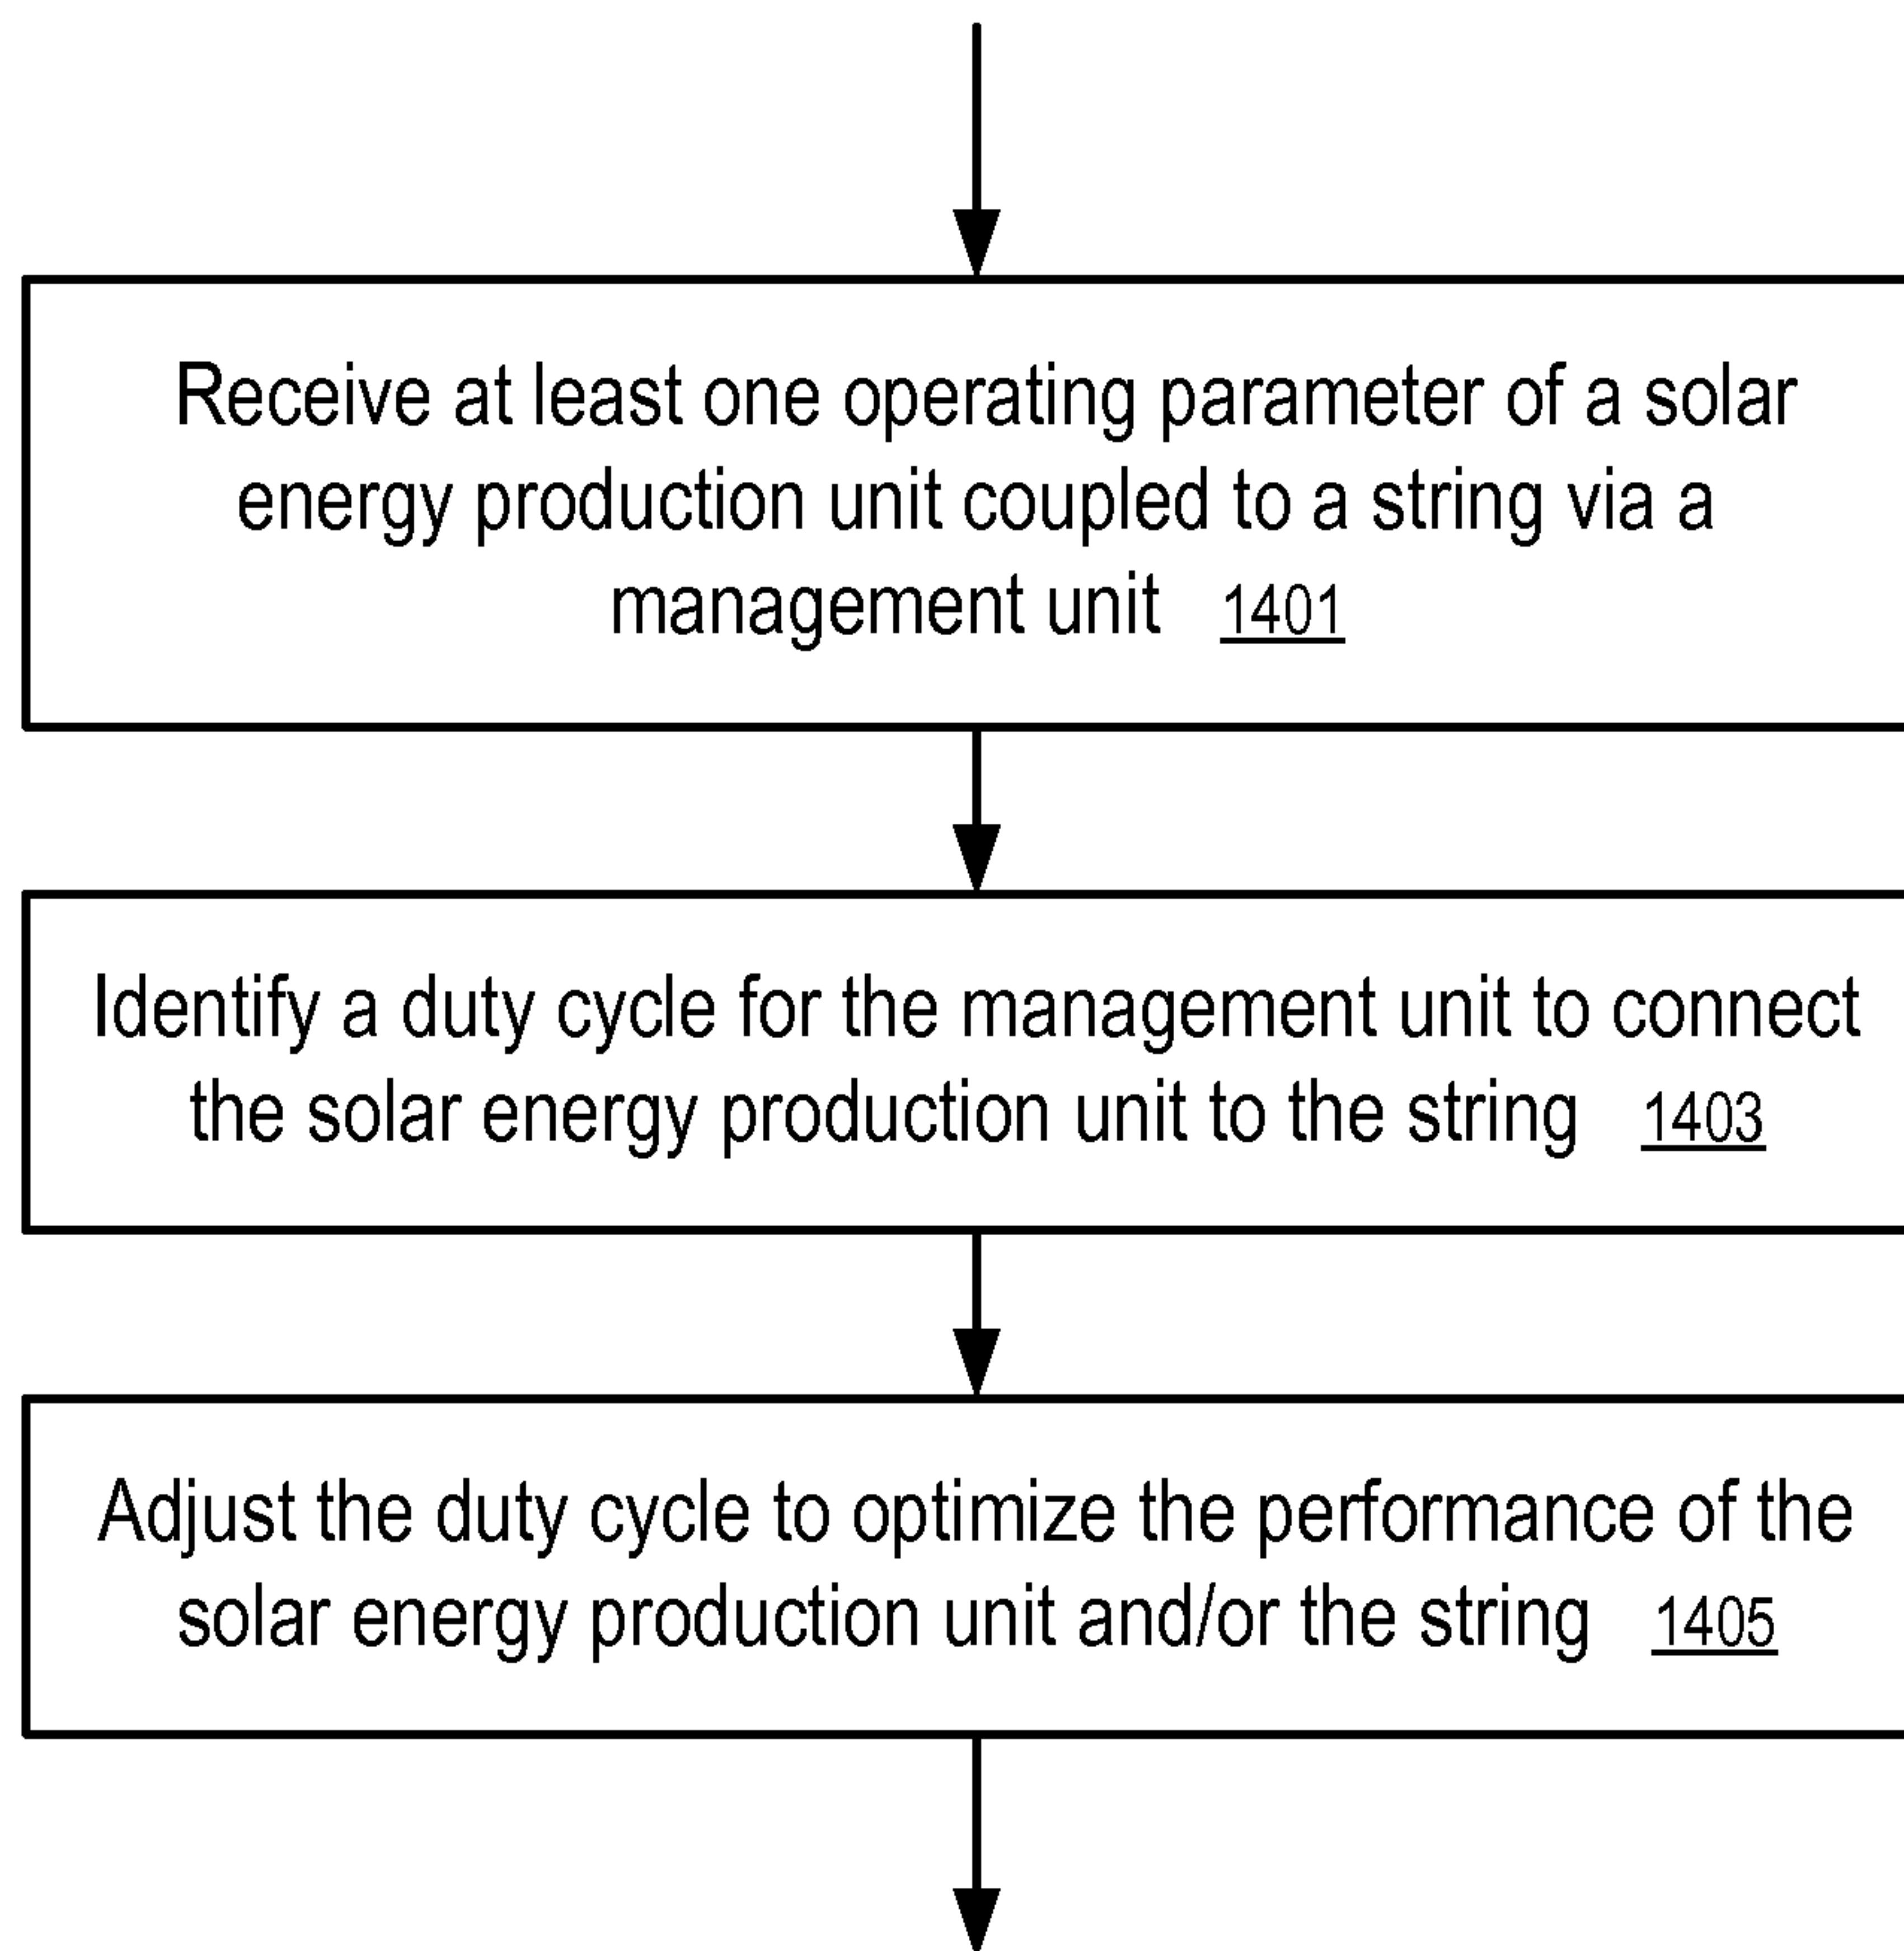 Receive at least one operating parameter of a solar
energy production unit coupled to a string via a
management unit 1401
Identify a duty cycle for the management unit to connect
the solar energy production unit to the string 1403
Adjust the duty cycle to optimize the performance of the
solar energy production unit and/or the string 1405